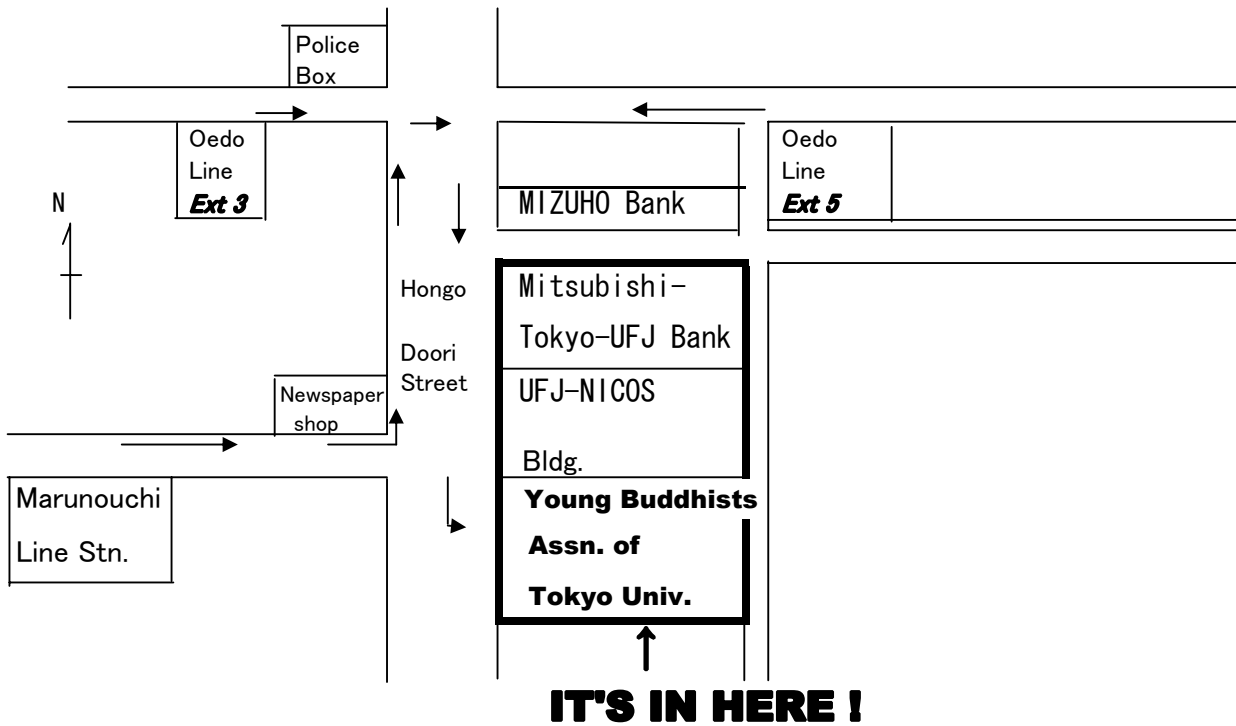 Police
Box
Oedo
Line
Ext 3
Oedo
Line
Ext 5
N
MIZUHO Bank
Hongo
Doori
Street
Mitsubishi-
Tokyo-UFJ Bank
UFJ-NICOS
Bldg.
Newspaper
shop
Marunouchi
Line Stn.
Young Buddhists
Assn. of
Tokyo Univ.
IT'S IN HERE !